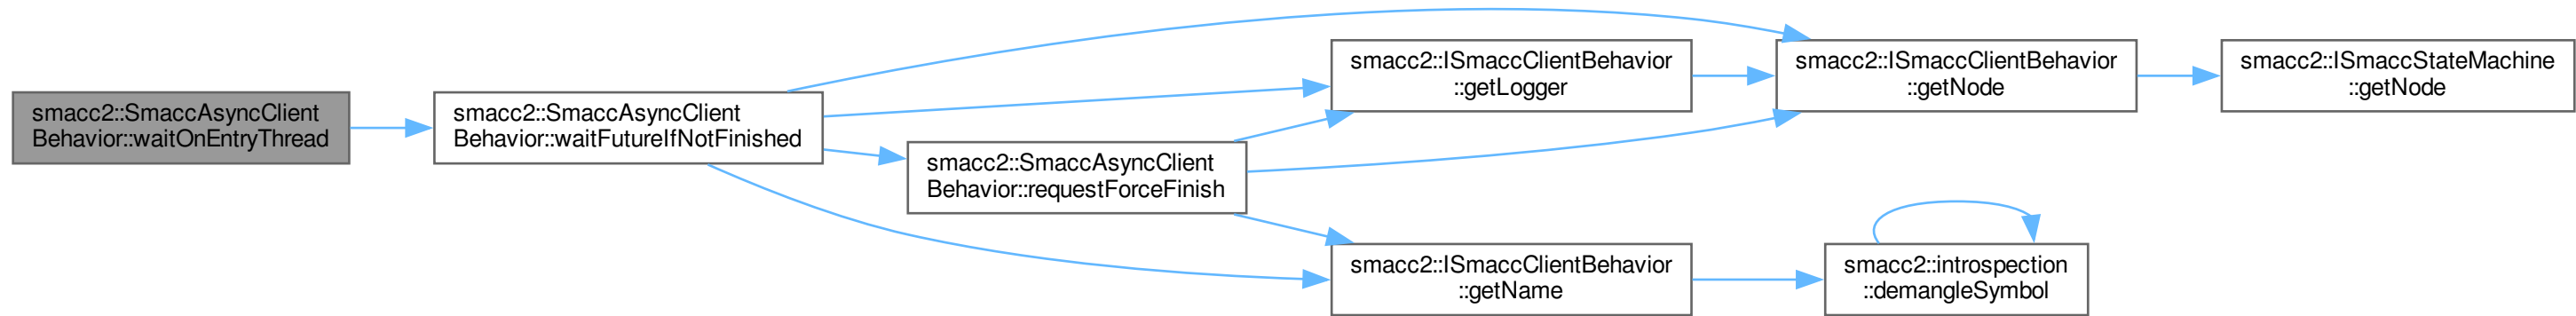 smacc2::SmaccAsyncClient
Behavior::waitOnEntryThread
smacc2::SmaccAsyncClient
Behavior::waitFutureIfNotFinished
smacc2::SmaccAsyncClient
Behavior::requestForceFinish
smacc2::ISmaccClientBehavior
::getLogger
smacc2::ISmaccClientBehavior
::getName
smacc2::ISmaccClientBehavior
::getNode
smacc2::introspection
::demangleSymbol
smacc2::ISmaccStateMachine
::getNode